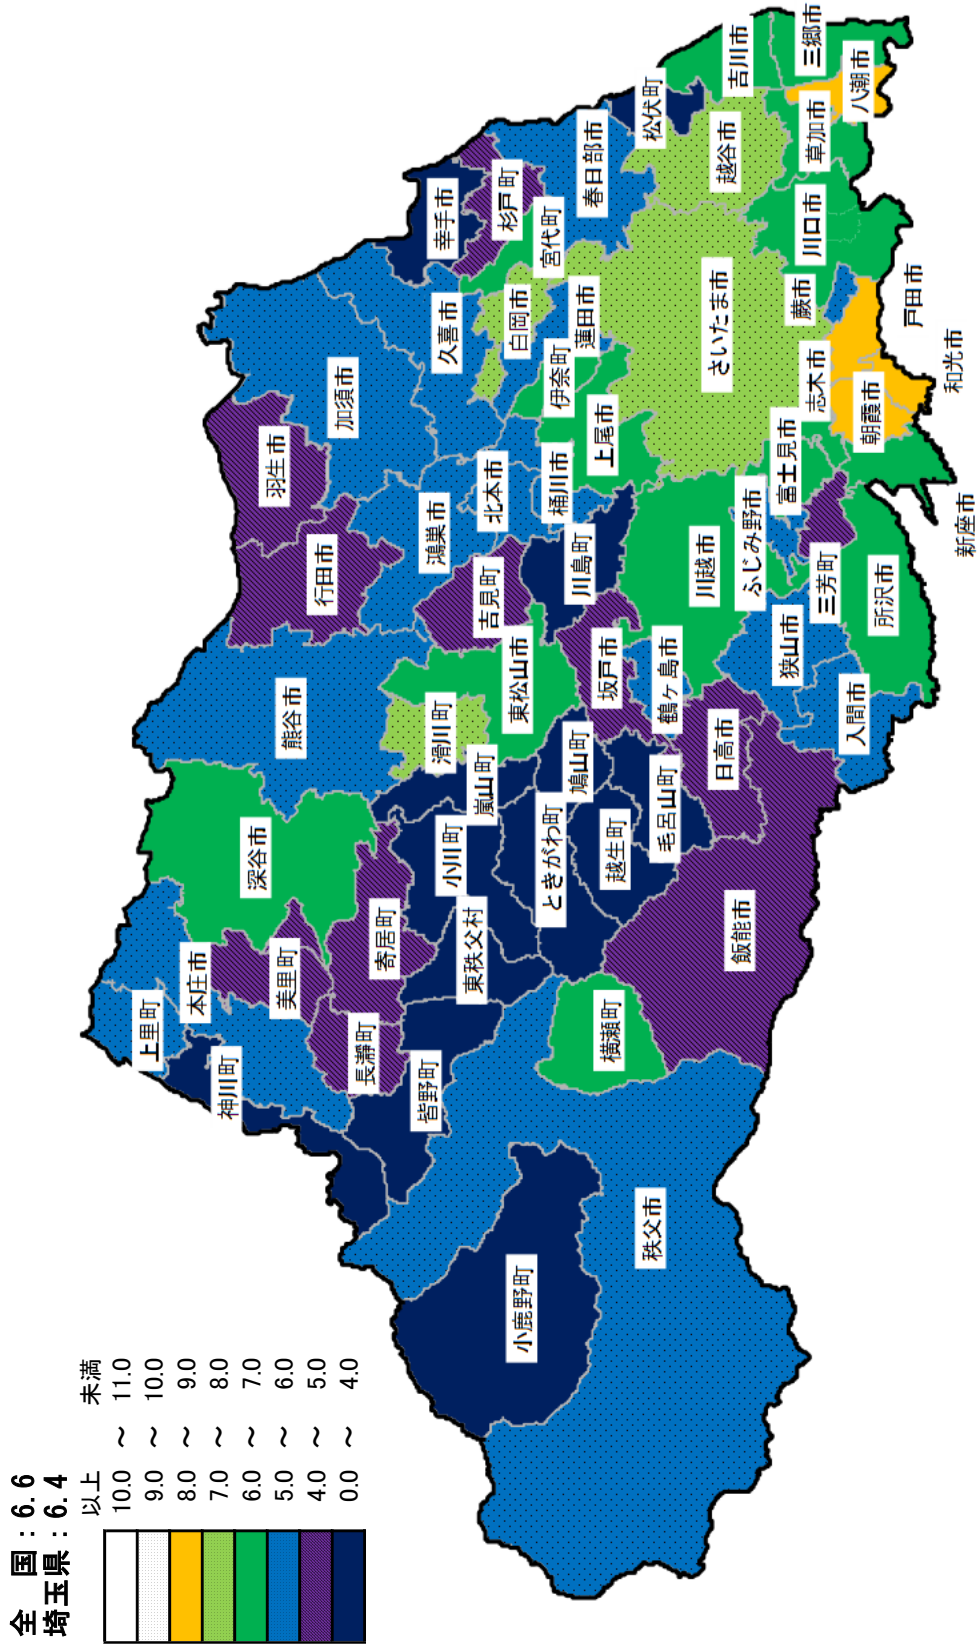 全　国：6.6
埼玉県：6.4
以上　未満
10.0 ～ 11.0
9.0 ～ 10.0
8.0 ～ 9.0
7.0 ～ 8.0
6.0 ～ 7.0
5.0 ～ 6.0
4.0 ～ 5.0
0.0 ～ 4.0
上里町
本庄市
神川町
美里町
深谷市
熊谷市
行田市
羽生市
加須市
長瀞町
寄居町
皆野町
東秩父村
小川町
嵐山町
滑川町
吉見町
鴻巣市
北本市
久喜市
幸手市
杉戸町
宮代町
白岡市
小鹿野町
ときがわ町
鳩山町
東松山市
川島町
桶川市
伊奈町
蓮田市
春日部市
松伏町
横瀬町
越生町
毛呂山町
坂戸市
鶴ヶ島市
上尾市
秩父市
飯能市
日高市
川越市
ふじみ野市
さいたま市
越谷市
吉川市
狭山市
三芳町
富士見市
志木市
蕨市
川口市
草加市
三郷市
入間市
所沢市
朝霞市
八潮市
新座市
和光市
戸田市